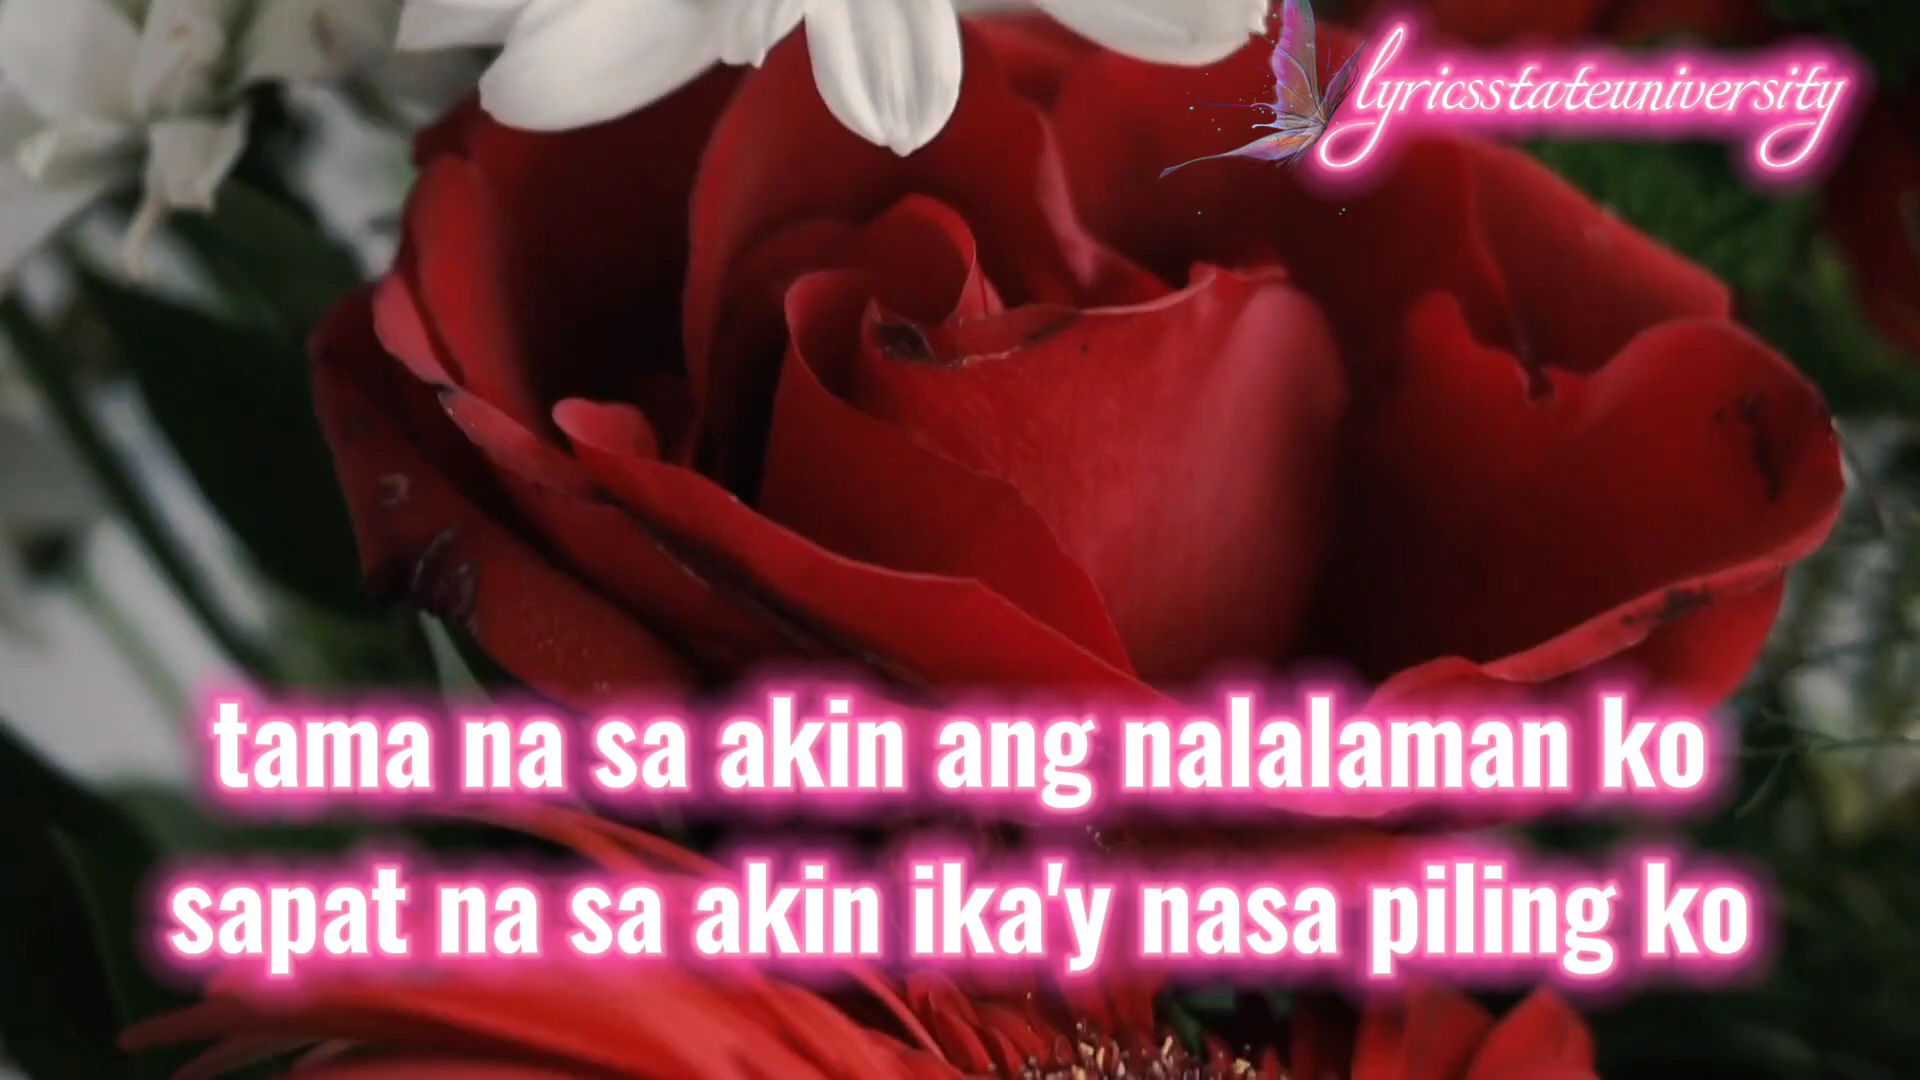 lyricsstateuniversity
tama na sa akin ang nalalaman ko
sapat na sa akin ika'y nasa piling ko